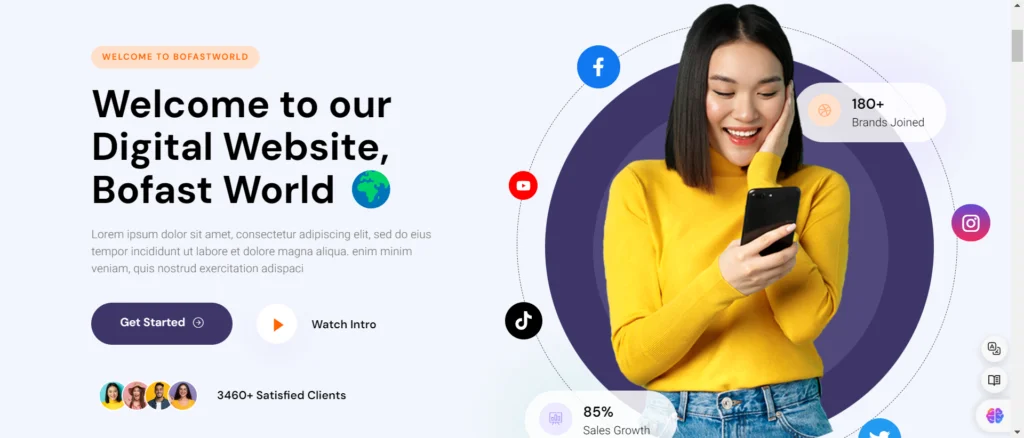 WELCOME TO BOFASTWORLD
Welcome to our
Digital Website,
Bofast World
Lorem ipsum dolor sit amet, consectetur adipiscing elit, sed do eius
tempor incididunt ut labore et dolore magna aliqua. enim minim
veniam, quis nostrud exercitation adispaci
Get Started
Watch Intro
3460+ Satisfied Clients
180+
Brands Joined
85%
Sales Growth